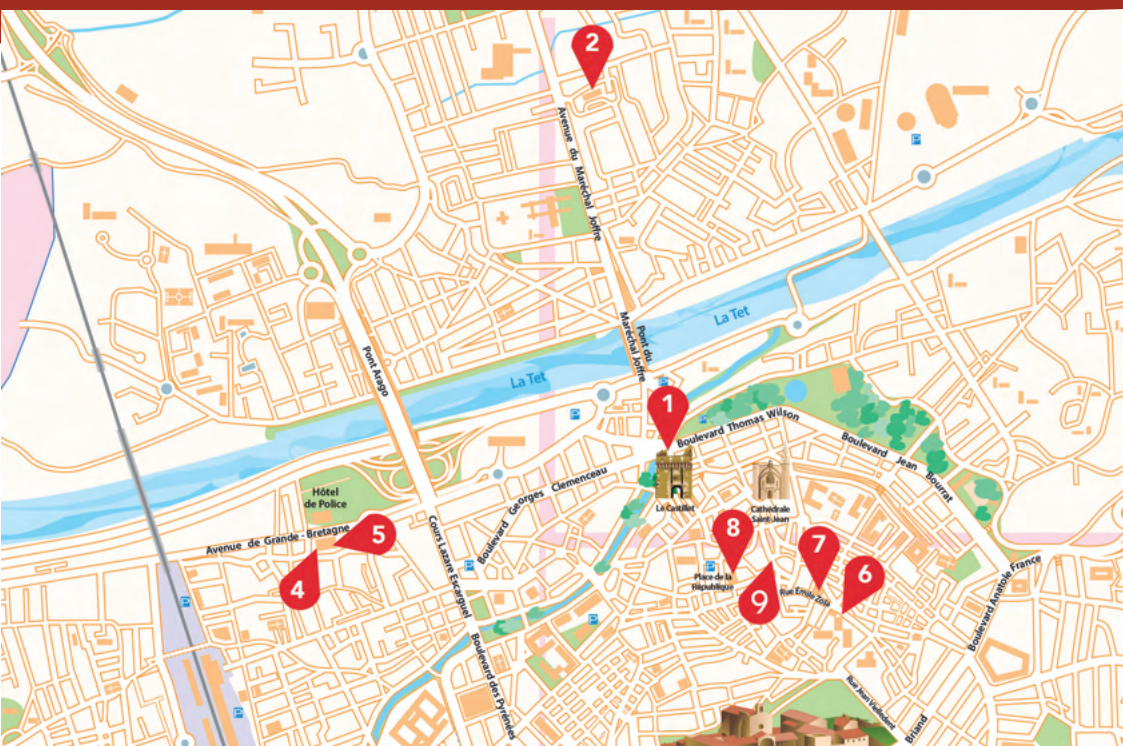 2
Avenue du Maréchal Joffre
P
La Tet
Pont du
Maréchal Joffre
Pont Arago
La Tet
P
P
1
P
Boulevard Thomas Wilson
Boulevard Jean Bourrat
Boulevard Georges Clemenceau
Le Castillet
Cathédrale
Saint-Jean
Hôtel
de Police
Avenue de Grande-Bretagne
5
4
Cours Lazare Escarguel
P
8
7
6
9
P
Place de la
République
Rue Emile Zola
Boulevard Anatole France
P
P
Boulevard des Pyrénées
P
Rue Jean Vielledent
Briand